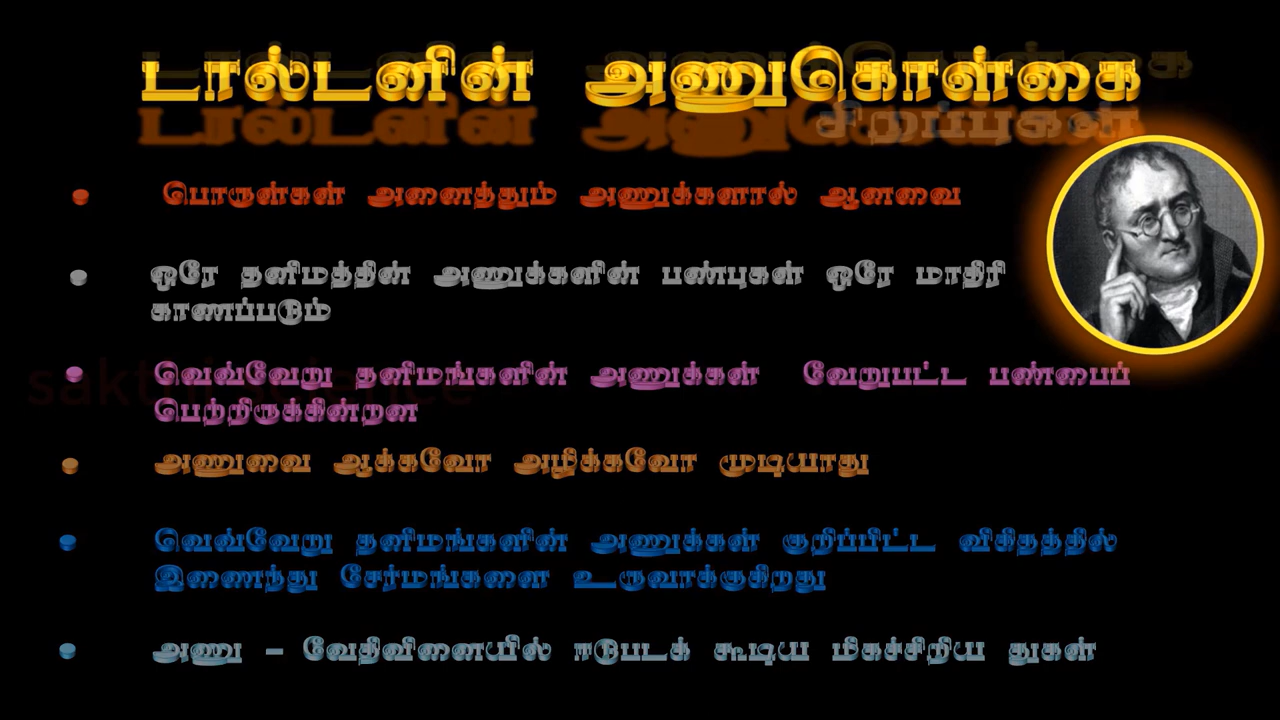 டால்டனின் அணுகொள்கை
சிறப்புகள்
• பொருள்கள் அனைத்தும் அணுக்களால் ஆனவை
• ஒரே தனிமத்தின் அணுக்களின் பண்புகள் ஒரே மாதிரி
காணப்படும்
• வெவ்வேறு தனிமங்களின் அணுக்கள் வேறுபட்ட பண்பைப்
பெற்றிருக்கின்றன
• அணுவை ஆக்கவோ அழிக்கவோ முடியாது
• வெவ்வேறு தனிமங்களின் அணுக்கள் குறிப்பிட்ட விகிதத்தில்
இணைந்து சேர்மங்களை உருவாக்குகிறது
• அணு – வேதிவினையில் ஈடுபடக் கூடிய மிகச்சிறிய துகள்